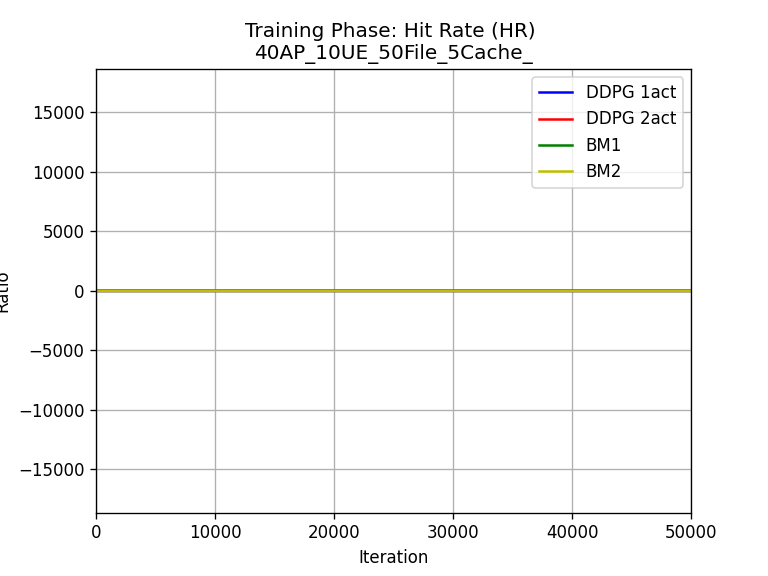 Training Phase: Hit Rate (HR)
40AP_10UE_50File_5Cache_
DDPG 1act
DDPG 2act
BM1
BM2
15000
10000
5000
0
−5000
−10000
−15000
Ratio
0 10000 20000 30000 40000 50000
Iteration